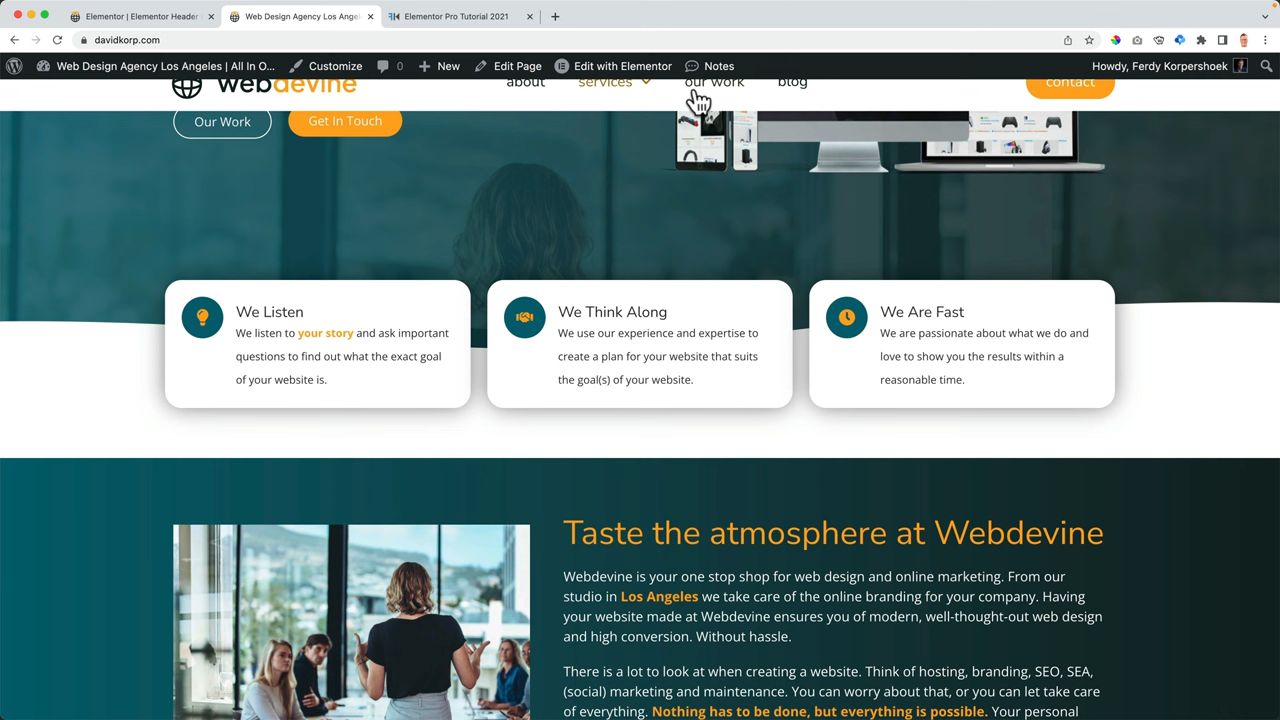 Elementor | Elementor Header
Web Design Agency Los Angel
Elementor Pro Tutorial 2021
davidkorp.com
Web Design Agency Los Angeles | All In O...
Customize
0
New
Edit Page
Edit with Elementor
Notes
Howdy, Ferdy Korpershoek
webdevine
about
services
our work
blog
contact
Our Work
Get In Touch
We Listen
We listen to your story and ask important
questions to find out what the exact goal
of your website is.
We Think Along
We use our experience and expertise to
create a plan for your website that suits
the goal(s) of your website.
We Are Fast
We are passionate about what we do and
love to show you the results within a
reasonable time.
Taste the atmosphere at Webdevine
Webdevine is your one stop shop for web design and online marketing. From our
studio in Los Angeles we take care of the online branding for your company. Having
your website made at Webdevine ensures you of modern, well-thought-out web design
and high conversion. Without hassle.
There is a lot to look at when creating a website. Think of hosting, branding, SEO, SEA,
(social) marketing and maintenance. You can worry about that, or you can let take care
of everything. Nothing has to be done, but everything is possible. Your personal